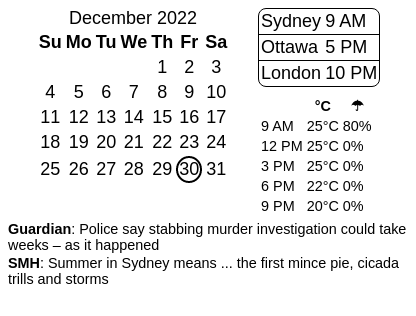 December 2022
Su Mo Tu We Th Fr Sa
1 2 3
4 5 6 7 8 9 10
11 12 13 14 15 16 17
18 19 20 21 22 23 24
25 26 27 28 29 30 31
Sydney 9 AM
Ottawa 5 PM
London 10 PM
°C ☂
9 AM 25°C 80%
12 PM 25°C 0%
3 PM 25°C 0%
6 PM 22°C 0%
9 PM 20°C 0%
Guardian: Police say stabbing murder investigation could take
weeks – as it happened
SMH: Summer in Sydney means ... the first mince pie, cicada
trills and storms